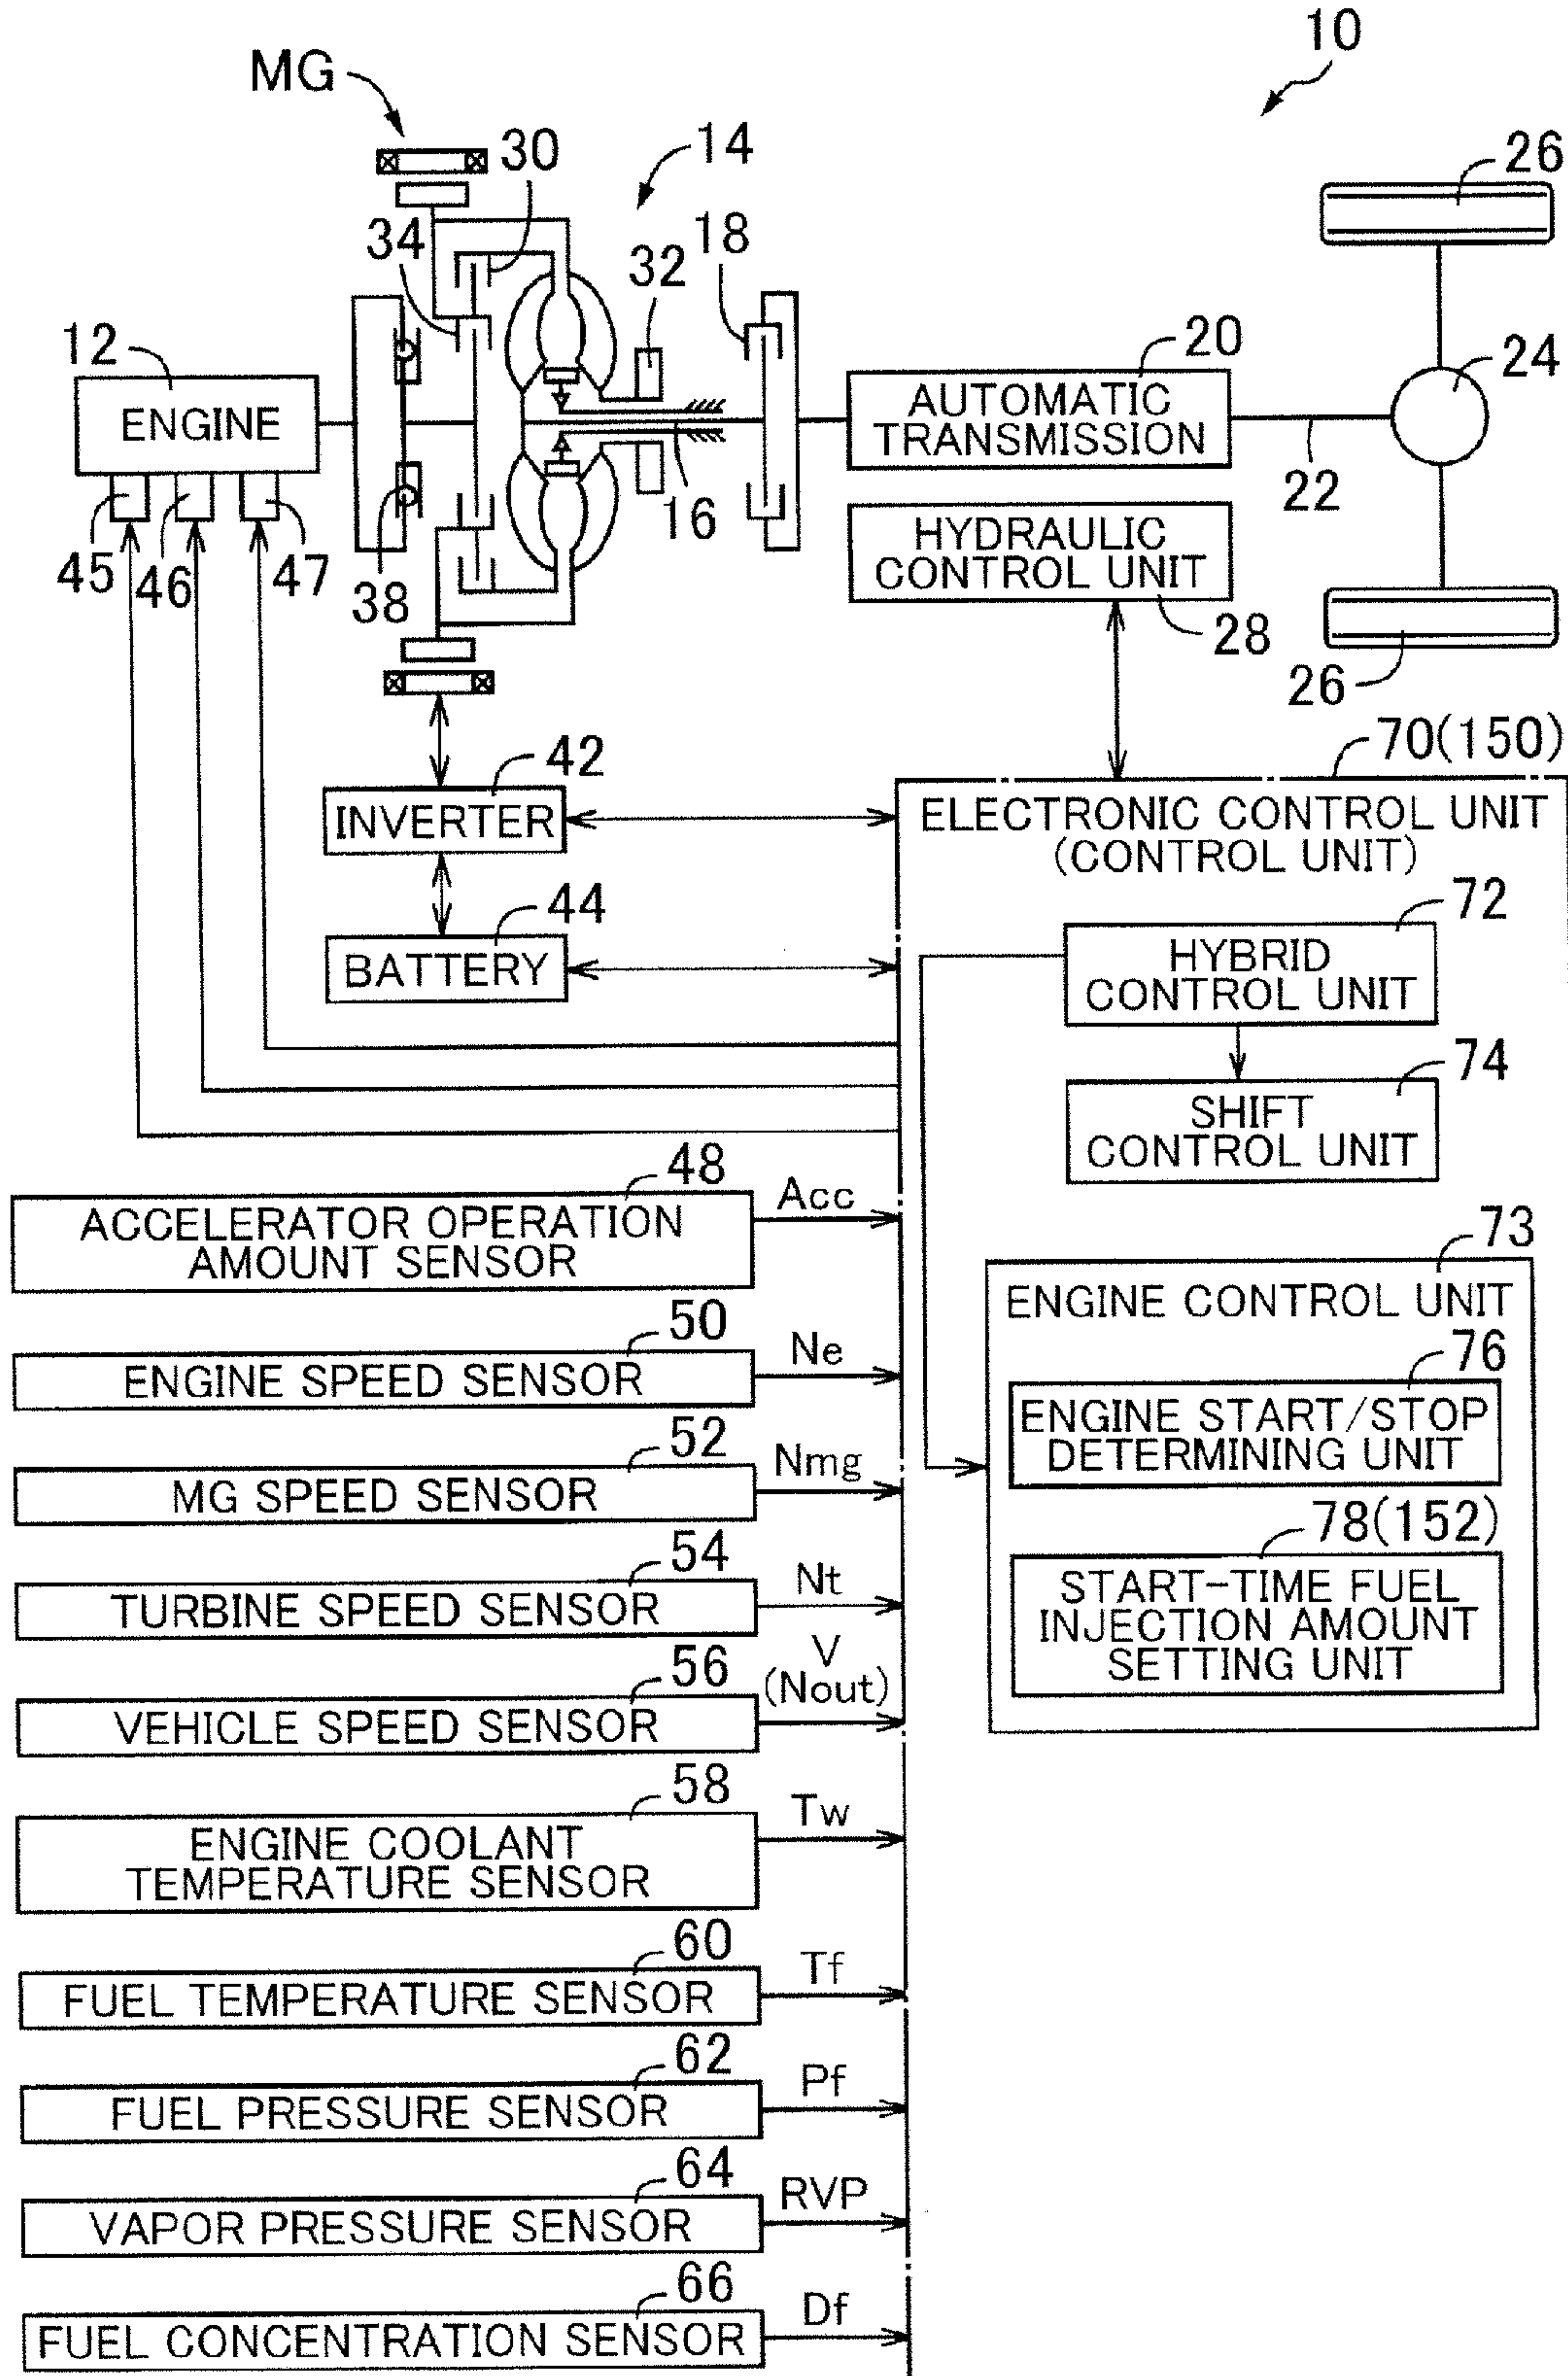 10
MG
30
14
26
34
18
32
12
20
24
ENGINE
AUTOMATIC
TRANSMISSION
22
16
45
46
47
38
HYDRAULIC
CONTROL UNIT
28
26
70(150)
42
INVERTER
ELECTRONIC CONTROL UNIT
(CONTROL UNIT)
44
BATTERY
72
HYBRID
CONTROL UNIT
74
SHIFT
CONTROL UNIT
48
ACCELERATOR OPERATION
AMOUNT SENSOR
Acc
73
ENGINE CONTROL UNIT
50
ENGINE SPEED SENSOR
Ne
76
ENGINE START/STOP
DETERMINING UNIT
52
MG SPEED SENSOR
Nmg
78(152)
START-TIME FUEL
INJECTION AMOUNT
SETTING UNIT
54
TURBINE SPEED SENSOR
Nt
56
VEHICLE SPEED SENSOR
V
(Nout)
58
ENGINE COOLANT
TEMPERATURE SENSOR
Tw
60
FUEL TEMPERATURE SENSOR
Tf
62
FUEL PRESSURE SENSOR
Pf
64
VAPOR PRESSURE SENSOR
RVP
66
FUEL CONCENTRATION SENSOR
Df